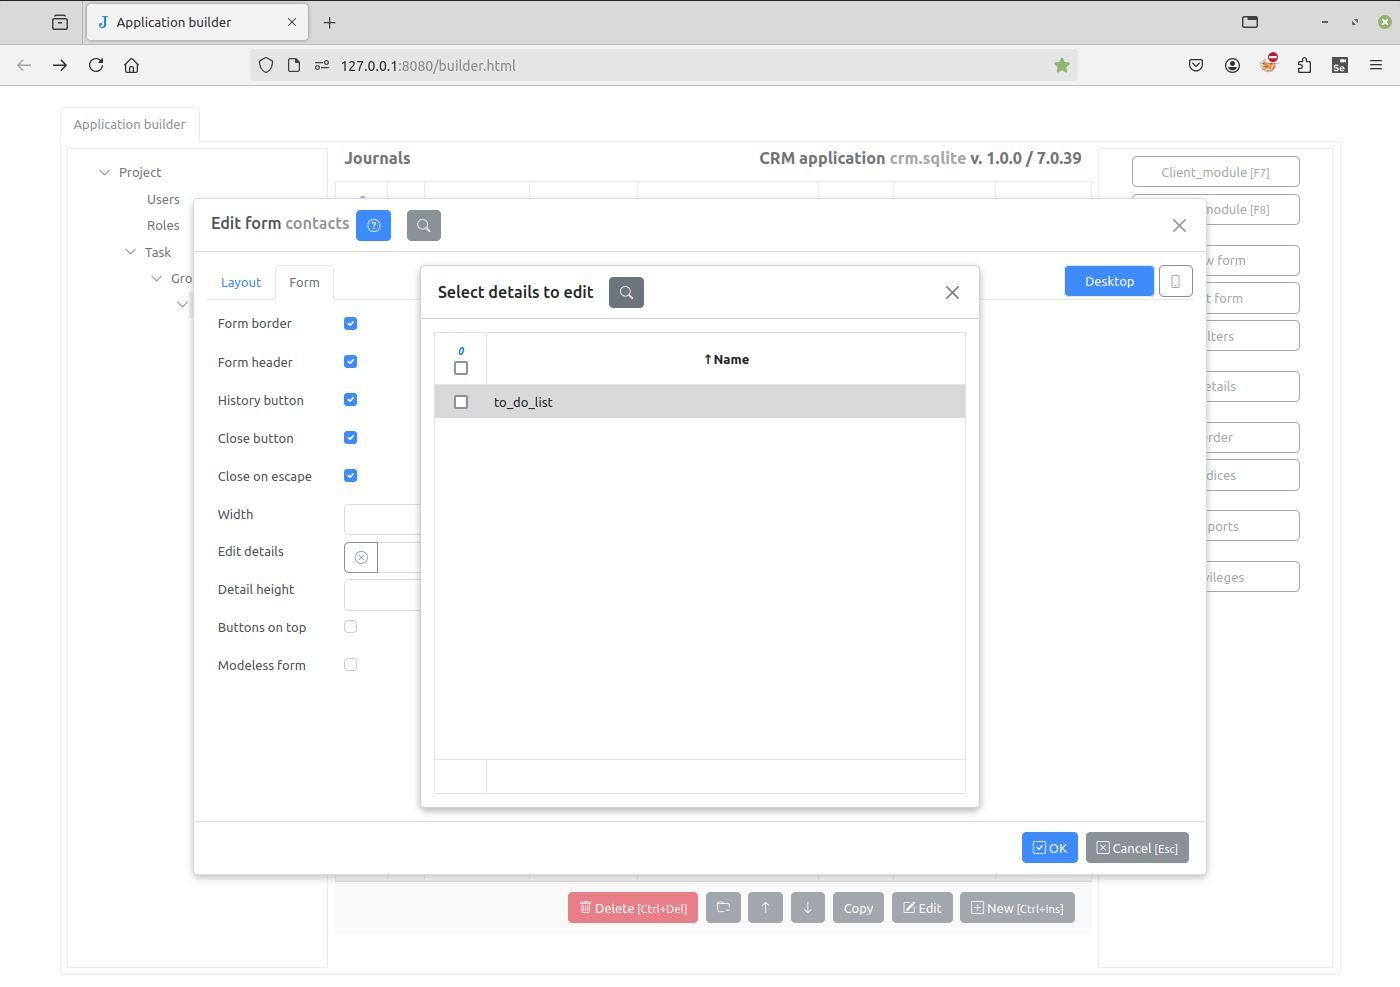 Application builder
127.0.0.1:8080/builder.html
Application builder
Project
Users
Roles
Task
Gro
Journals
CRM application crm.sqlite v. 1.0.0 / 7.0.39
Client_module [F7]
nodule [F8]
w form
t form
lters
etails
rder
dices
ports
vileges
Edit form contacts
Layout
Form
Desktop
Form border
Form header
History button
Close button
Close on escape
Width
Edit details
Detail height
Buttons on top
Modeless form
Select details to edit
0
↑Name
to_do_list
OK
Cancel [Esc]
Delete [Ctrl+Del]
Copy
Edit
New [Ctrl+Ins]